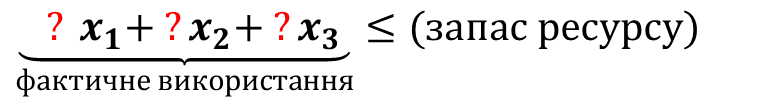 ? x₁ + ? x₂ + ? x₃ ≤ (запас ресурсу)
фактичне використання